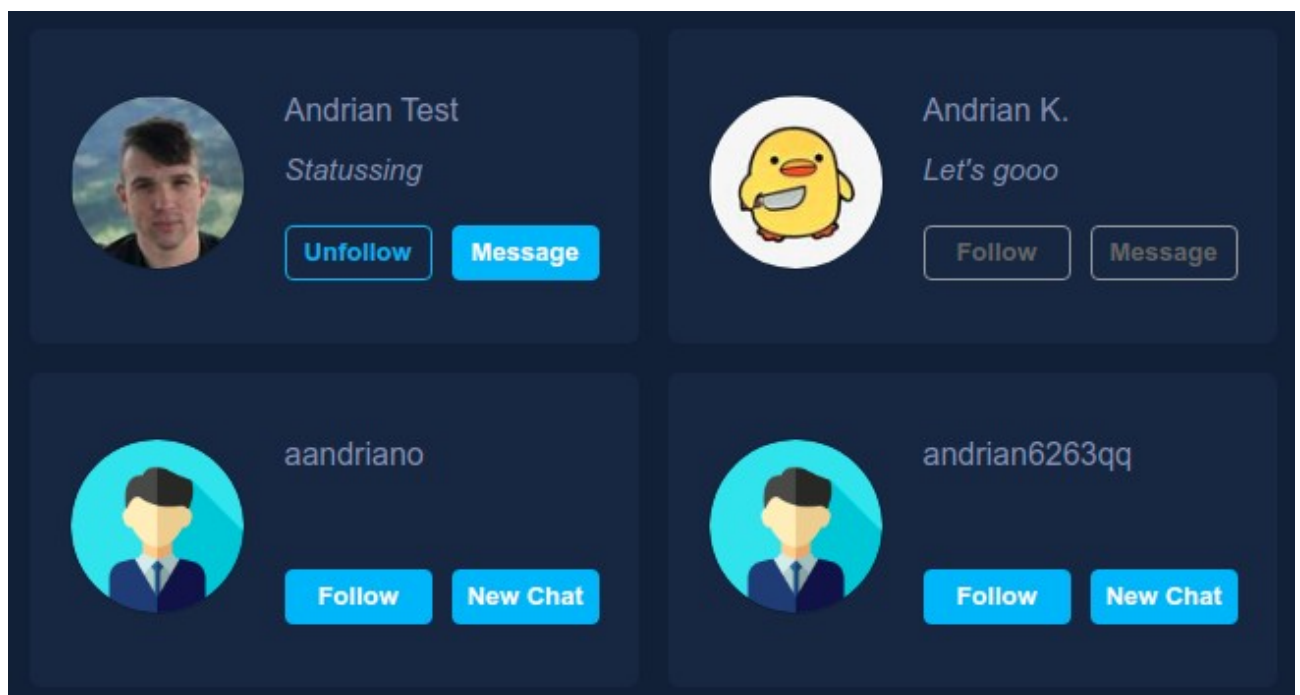 Andrian Test
Statussing
Unfollow Message
Andrian K.
Let's gooo
Follow Message
aandriano
Follow New Chat
andrian6263qq
Follow New Chat